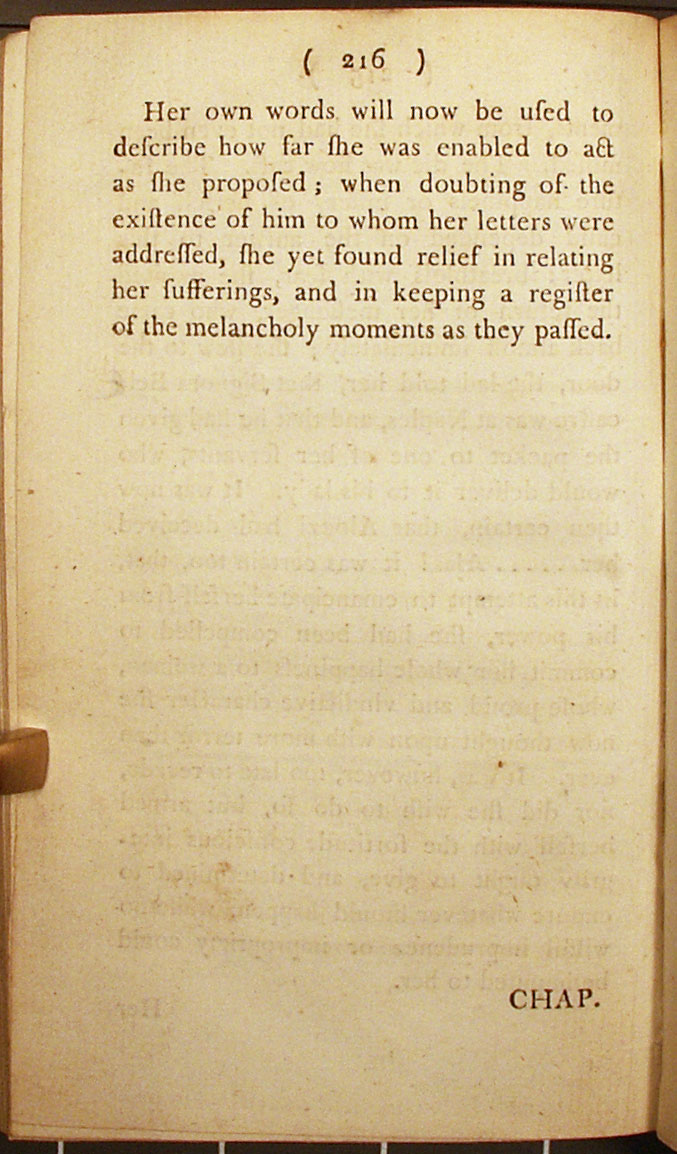 ( 216 )
Her own words will now be uſed to
deſcribe how far ſhe was enabled to act
as ſhe propoſed ; when doubting of the
exiſtence of him to whom her letters were
addreſſed, ſhe yet found relief in relating
her ſufferings, and in keeping a regiſter
of the melancholy moments as they paſſed.
CHAP.